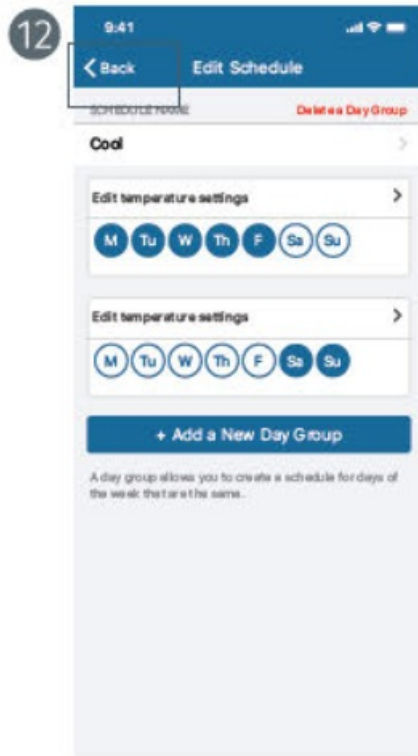 12
9:41
Back Edit Schedule
SCHEDULE NAME Delete a Day Group
Cool
Edit temperature settings
M Tu W Th F Sa Su
Edit temperature settings
M Tu W Th F Sa Su
+ Add a New Day Group
A day group allows you to create a schedule for days of
the week that are the same.